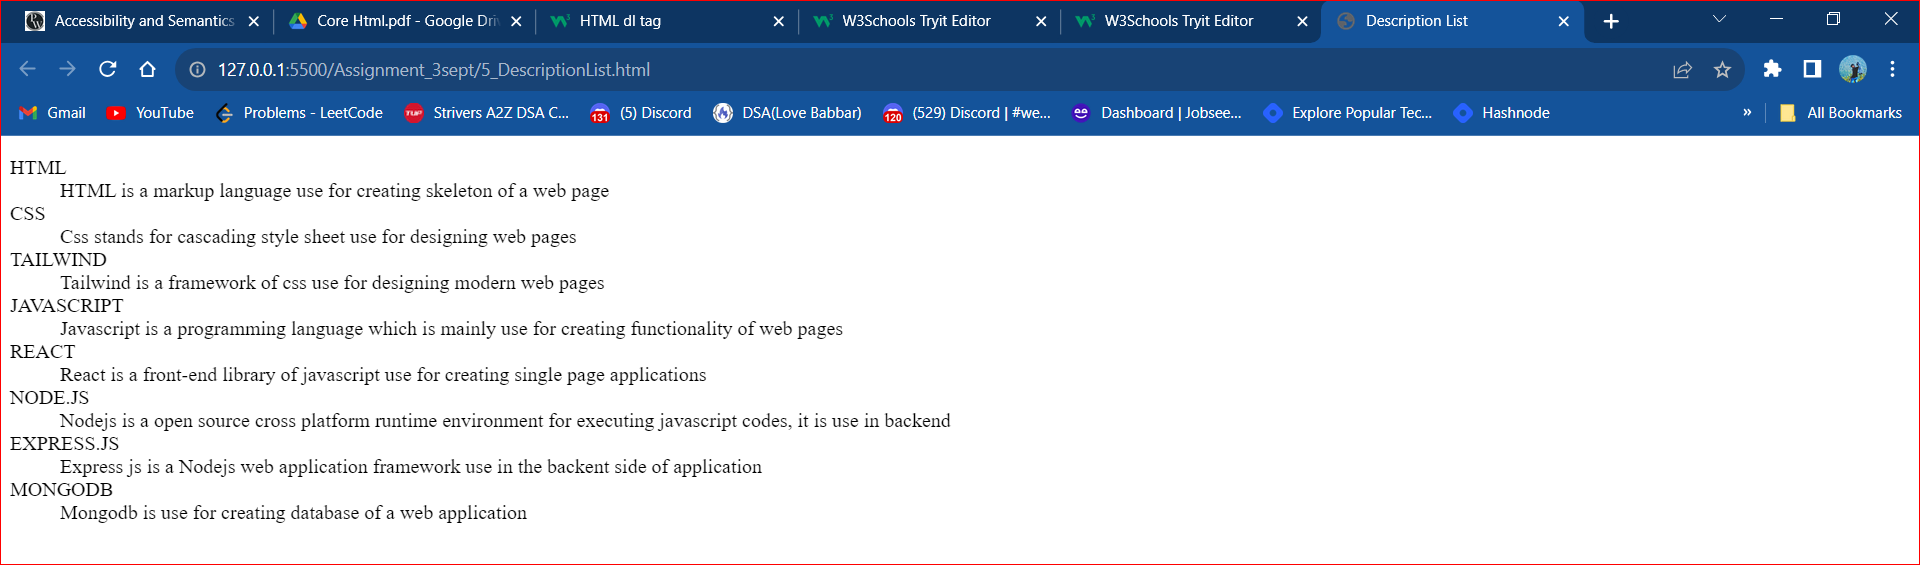 Accessibility and Semantics
Core Html.pdf - Google Driv
HTML dl tag
W3Schools Tryit Editor
W3Schools Tryit Editor
Description List
127.0.0.1:5500/Assignment_3sept/5_DescriptionList.html
Gmail
YouTube
Problems - LeetCode
TUF
Strivers A2Z DSA C...
131
(5) Discord
DSA(Love Babbar)
120
(529) Discord | #we...
Dashboard | Jobsee...
Explore Popular Tec...
Hashnode
»
All Bookmarks
HTML
HTML is a markup language use for creating skeleton of a web page
CSS
Css stands for cascading style sheet use for designing web pages
TAILWIND
Tailwind is a framework of css use for designing modern web pages
JAVASCRIPT
Javascript is a programming language which is mainly use for creating functionality of web pages
REACT
React is a front-end library of javascript use for creating single page applications
NODE.JS
Nodejs is a open source cross platform runtime environment for executing javascript codes, it is use in backend
EXPRESS.JS
Express js is a Nodejs web application framework use in the backent side of application
MONGODB
Mongodb is use for creating database of a web application